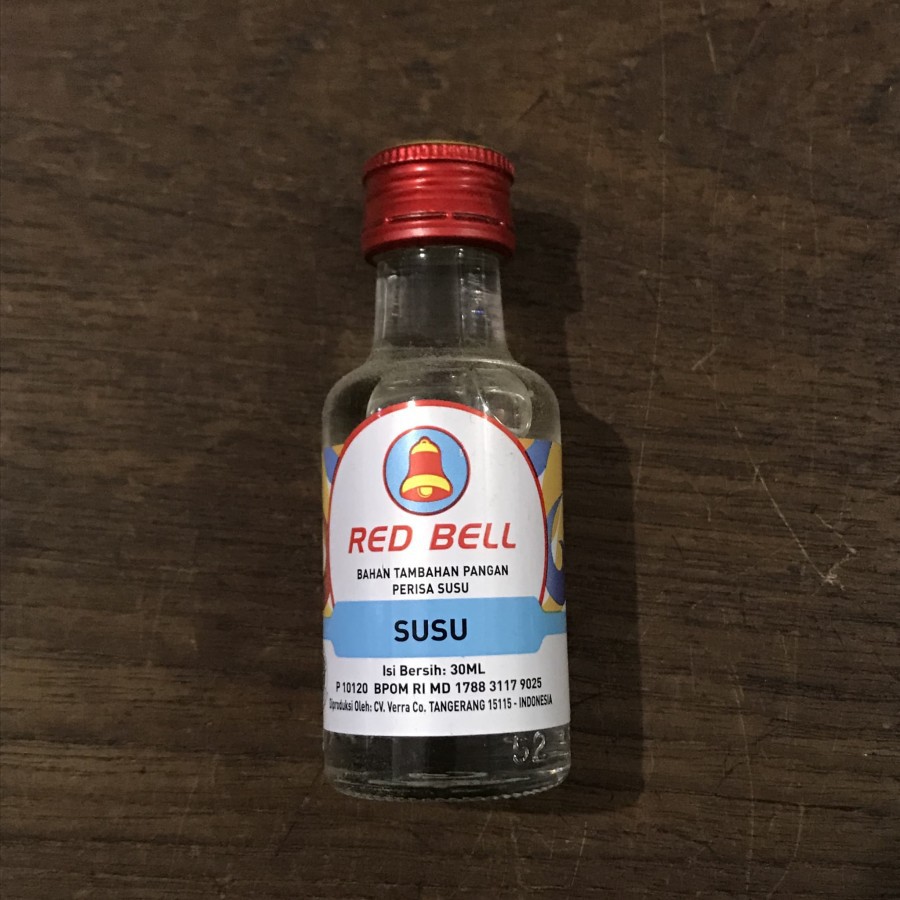 RED BELL
BAHAN TAMBAHAN PANGAN
PERISA SUSU
SUSU
Isi Bersih: 30ML
P 10120 BPOM RI MD 1788 3117 9025
Diproduksi Oleh: CV. Verra Co. TANGERANG 15115 - INDONESIA
52